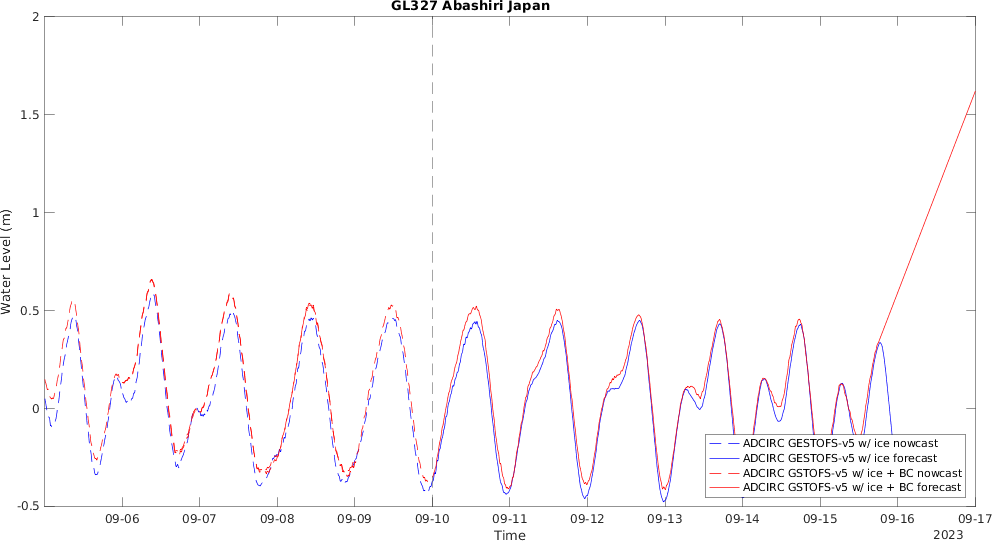 GL327 Abashiri Japan
2
1.5
1
0.5
0
-0.5
Water Level (m)
09-06
09-07
09-08
09-09
09-10
09-11
09-12
09-13
09-14
09-15
09-16
09-17
Time
2023
ADCIRC GESTOFS-v5 w/ ice nowcast
ADCIRC GESTOFS-v5 w/ ice forecast
ADCIRC GSTOFS-v5 w/ ice + BC nowcast
ADCIRC GSTOFS-v5 w/ ice + BC forecast